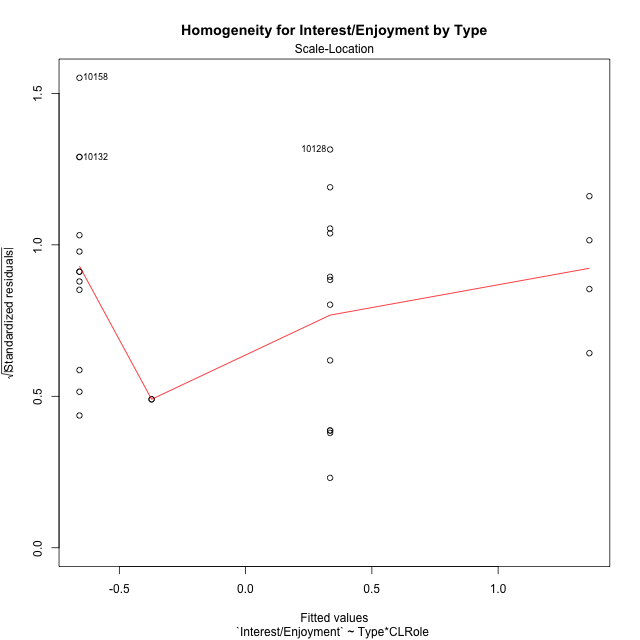 Homogeneity for Interest/Enjoyment by Type
Scale-Location
10158
10132
10128
1.5
1.0
0.5
0.0
√|Standardized residuals|
-0.5 0.0 0.5 1.0
Fitted values
`Interest/Enjoyment` ~ Type*CLRole